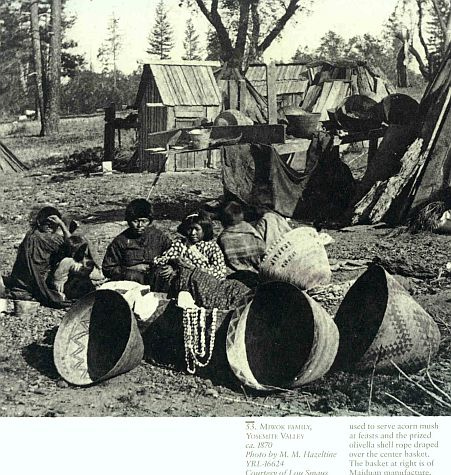 53. MIWOK FAMILY,
YOSEMITE VALLEY
ca. 1870
Photo by M. M. Hazeltine
YRL-16624
Courtesy of Lou Smaus
used to serve acorn mush
at feasts and the prized
olivella shell rope draped
over the center basket.
The basket at right is of
Maiduan manufacture,